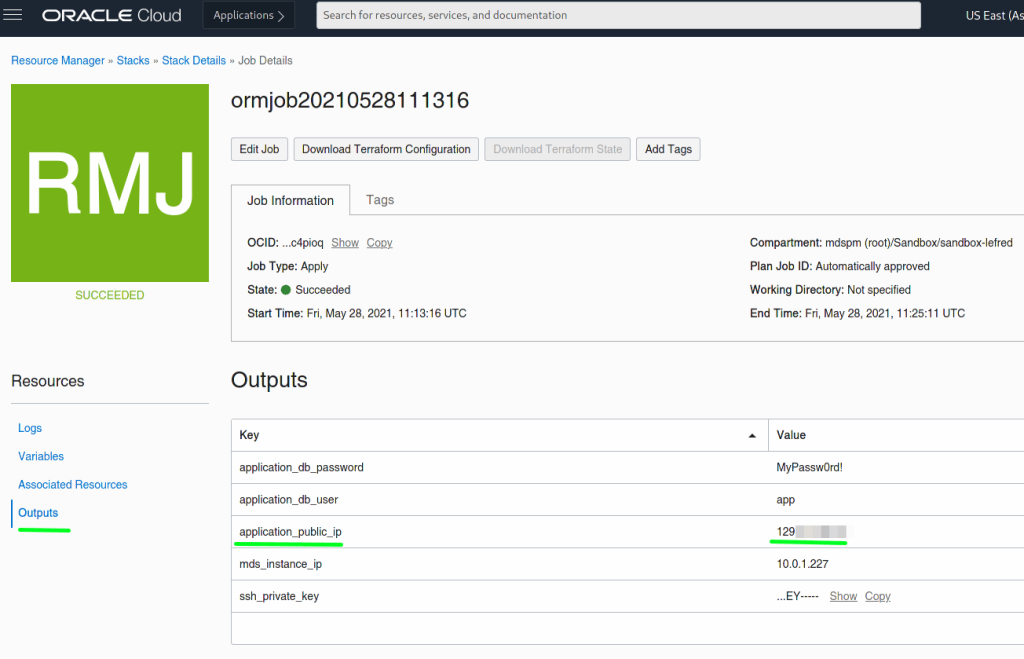 ORACLE Cloud
Applications
Search for resources, services, and documentation
US East (As
Resource Manager » Stacks » Stack Details » Job Details
RMJ
SUCCEEDED
ormjob20210528111316
Edit Job
Download Terraform Configuration
Download Terraform State
Add Tags
Job Information
Tags
OCID: ...c4pioq Show Copy
Job Type: Apply
State: Succeeded
Start Time: Fri, May 28, 2021, 11:13:16 UTC
Compartment: mdspm (root)/Sandbox/sandbox-lefred
Plan Job ID: Automatically approved
Working Directory: Not specified
End Time: Fri, May 28, 2021, 11:25:11 UTC
Resources
Logs
Variables
Associated Resources
Outputs
Outputs
Key Value
application_db_password MyPassw0rd!
application_db_user app
application_public_ip 129
mds_instance_ip 10.0.1.227
ssh_private_key ...EY----- Show Copy